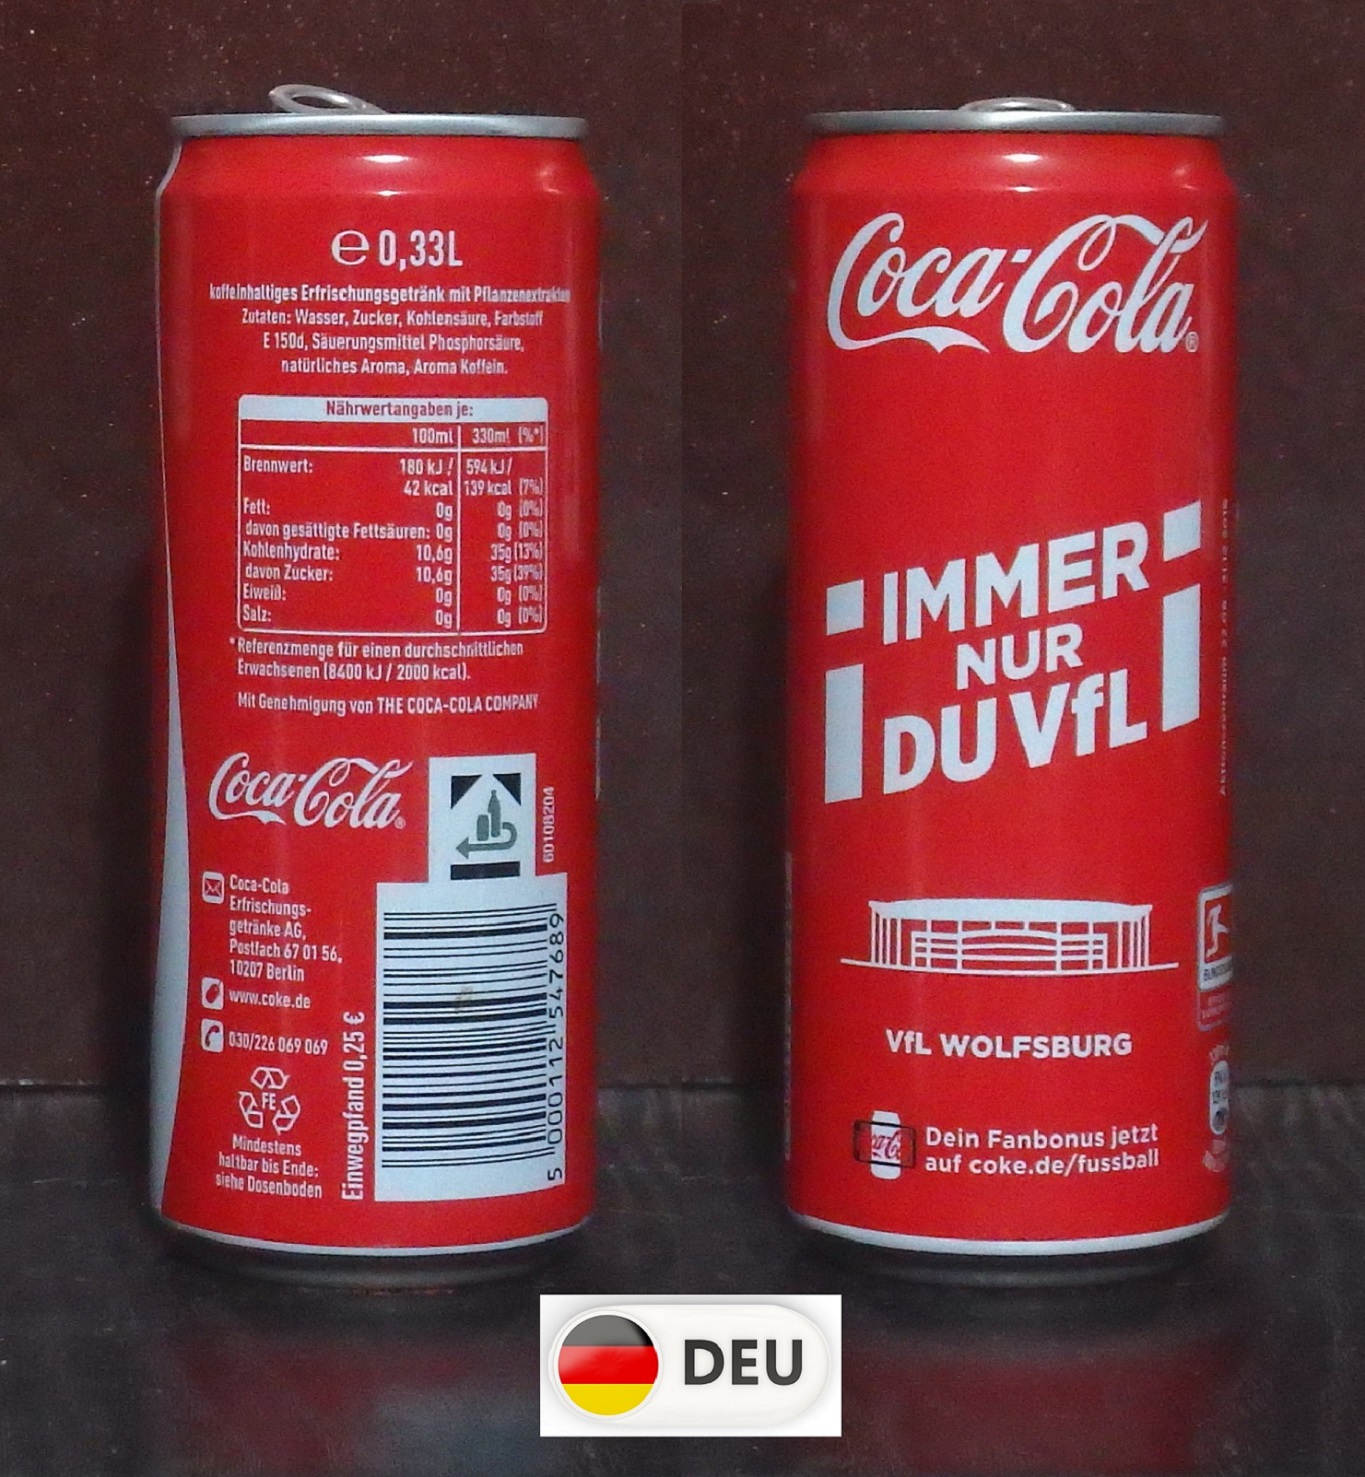 ℮ 0,33L
koffeinhaltiges Erfrischungsgetränk mit Pflanzenextrakten
Zutaten: Wasser, Zucker, Kohlensäure, Farbstoff
E 150d, Säuerungsmittel Phosphorsäure,
natürliches Aroma, Aroma Koffein.
Nährwertangaben je:
100ml 330ml (%*)
Brennwert: 180 kJ / 594 kJ /
42 kcal 139 kcal (7%)
Fett: 0g 0g (0%)
davon gesättigte Fettsäuren: 0g 0g (0%)
Kohlenhydrate: 10,6g 35g (13%)
davon Zucker: 10,6g 35g (39%)
Eiweiß: 0g 0g (0%)
Salz: 0g 0g (0%)
*Referenzmenge für einen durchschnittlichen
Erwachsenen (8400 kJ / 2000 kcal).
Mit Genehmigung von THE COCA-COLA COMPANY
Coca-Cola®
60108204
Coca-Cola
Erfrischungs-
getränke AG,
Postfach 67 01 56,
10207 Berlin
www.coke.de
030/226 069 069
FE
Mindestens
haltbar bis Ende:
siehe Dosenboden
Einwegpfand 0,25 €
5 000112 547689
Coca-Cola®
IMMER
NUR
DU VfL
VfL WOLFSBURG
Dein Fanbonus jetzt
auf coke.de/fussball
DEU